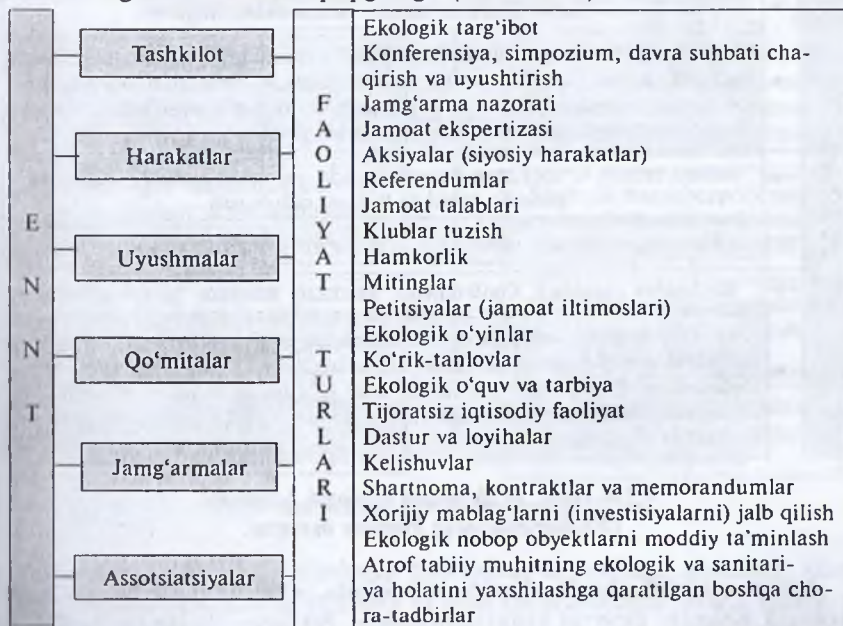 E
N
N
T
Tashkilot
Harakatlar
Uyushmalar
Qo‘mitalar
Jamg‘armalar
Assotsiatsiyalar
F
A
O
L
I
Y
A
T
T
U
R
L
A
R
I
Ekologik targ‘ibot
Konferensiya, simpozium, davra suhbati cha-
qirish va uyushtirish
Jamg‘arma nazorati
Jamoat ekspertizasi
Aksiyalar (siyosiy harakatlar)
Referendumlar
Jamoat talablari
Klublar tuzish
Hamkorlik
Mitinglar
Petitsiyalar (jamoat iltimoslari)
Ekologik o‘yinlar
Ko‘rik-tanlovlar
Ekologik o‘quv va tarbiya
Tijoratsiz iqtisodiy faoliyat
Dastur va loyihalar
Kelishuvlar
Shartnoma, kontraktlar va memorandumlar
Xorijiy mablag‘larni (investisiyalarni) jalb qilish
Ekologik nobop obyektlarni moddiy ta’minlash
Atrof tabiiy muhitning ekologik va sanitari-
ya holatini yaxshilashga qaratilgan boshqa cho-
ra-tadbirlar